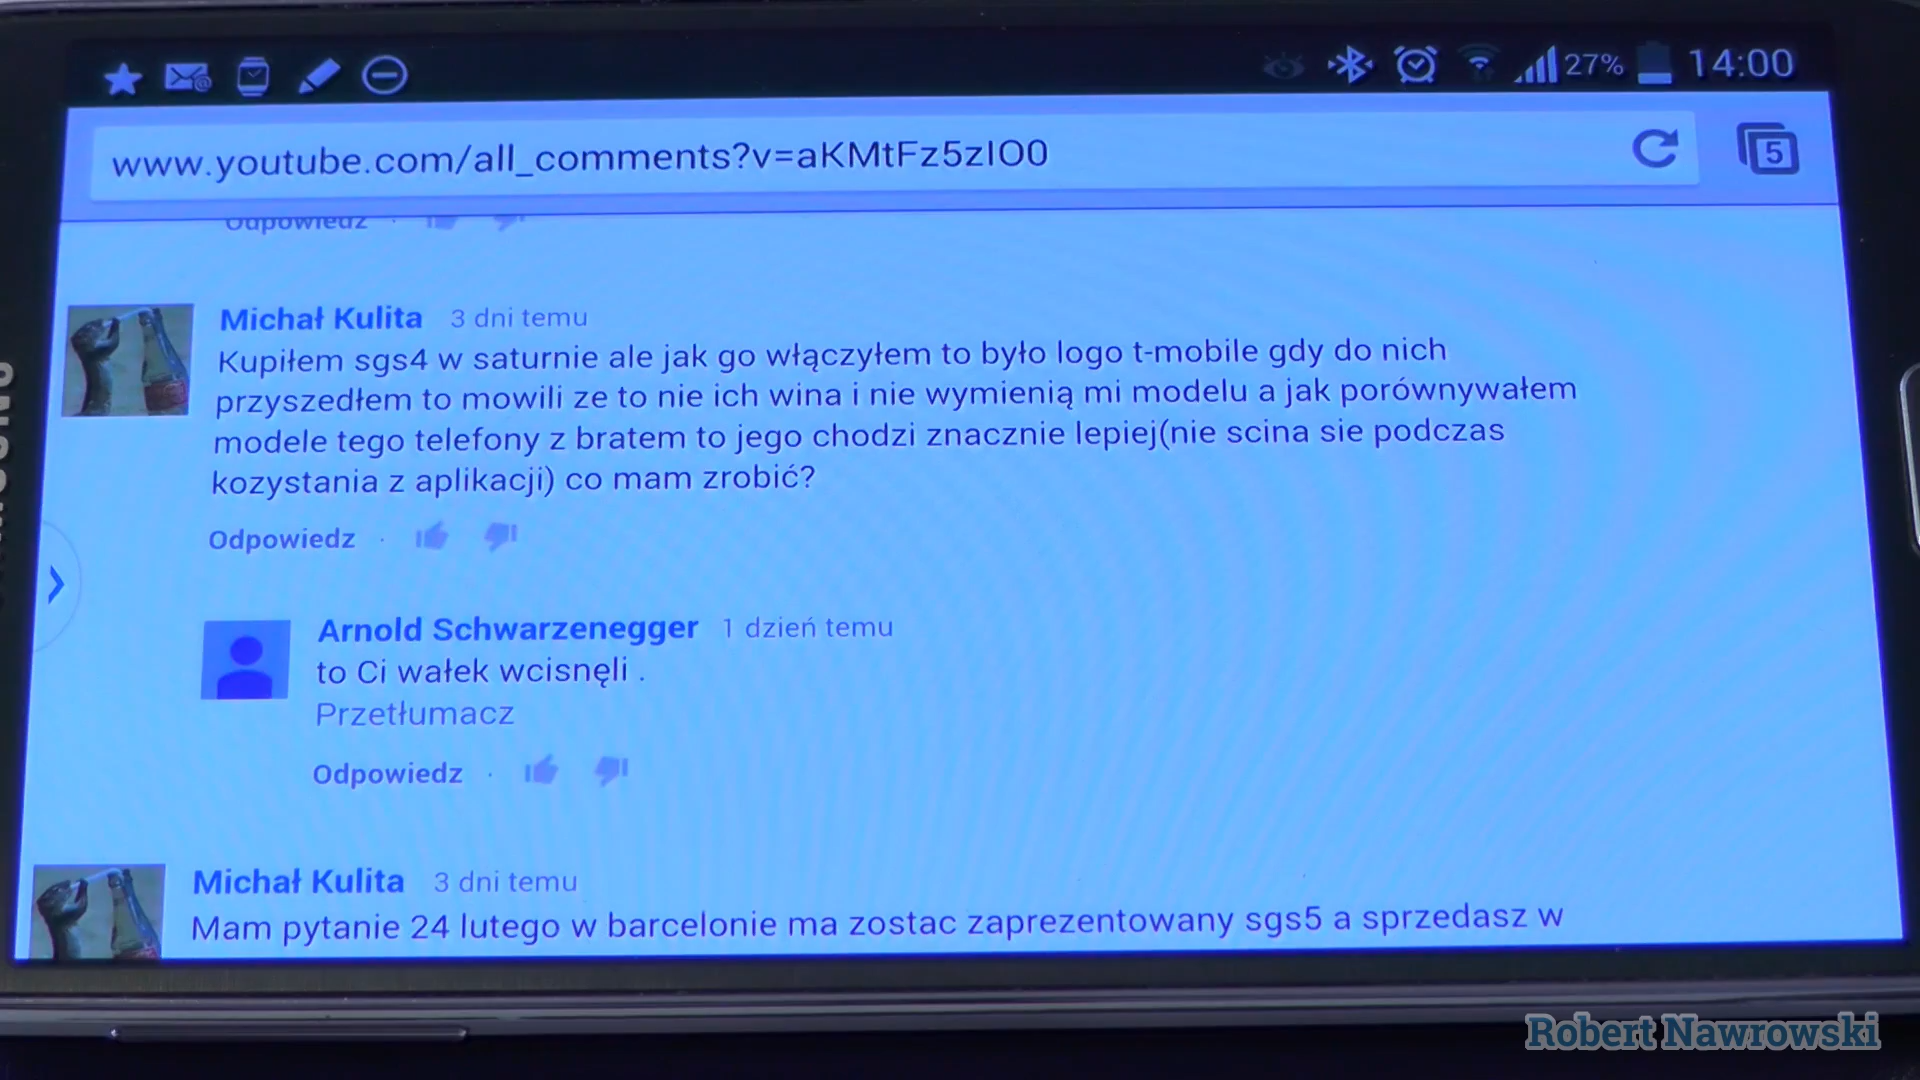 27% 14:00
www.youtube.com/all_comments?v=aKMtFz5zIO0
5
Odpowiedz
Michał Kulita 3 dni temu
Kupiłem sgs4 w saturnie ale jak go włączyłem to było logo t-mobile gdy do nich
przyszedłem to mowili ze to nie ich wina i nie wymienią mi modelu a jak porównywałem
modele tego telefony z bratem to jego chodzi znacznie lepiej(nie scina sie podczas
kozystania z aplikacji) co mam zrobić?
Odpowiedz ·
Arnold Schwarzenegger 1 dzień temu
to Ci wałek wcisnęli .
Przetłumacz
Odpowiedz ·
Michał Kulita 3 dni temu
Mam pytanie 24 lutego w barcelonie ma zostac zaprezentowany sgs5 a sprzedasz w
Robert Nawrowski